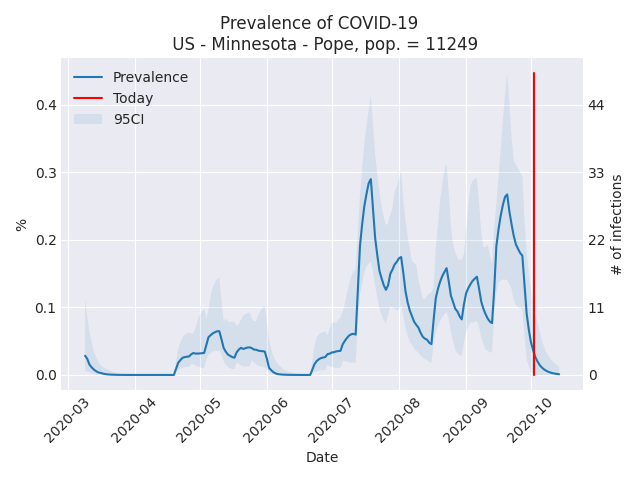 Prevalence of COVID-19
US - Minnesota - Pope, pop. = 11249
Prevalence
Today
95CI
%
0.4
0.3
0.2
0.1
0.0
44
33
22
11
0
# of infections
2020-03
2020-04
2020-05
2020-06
2020-07
2020-08
2020-09
2020-10
Date